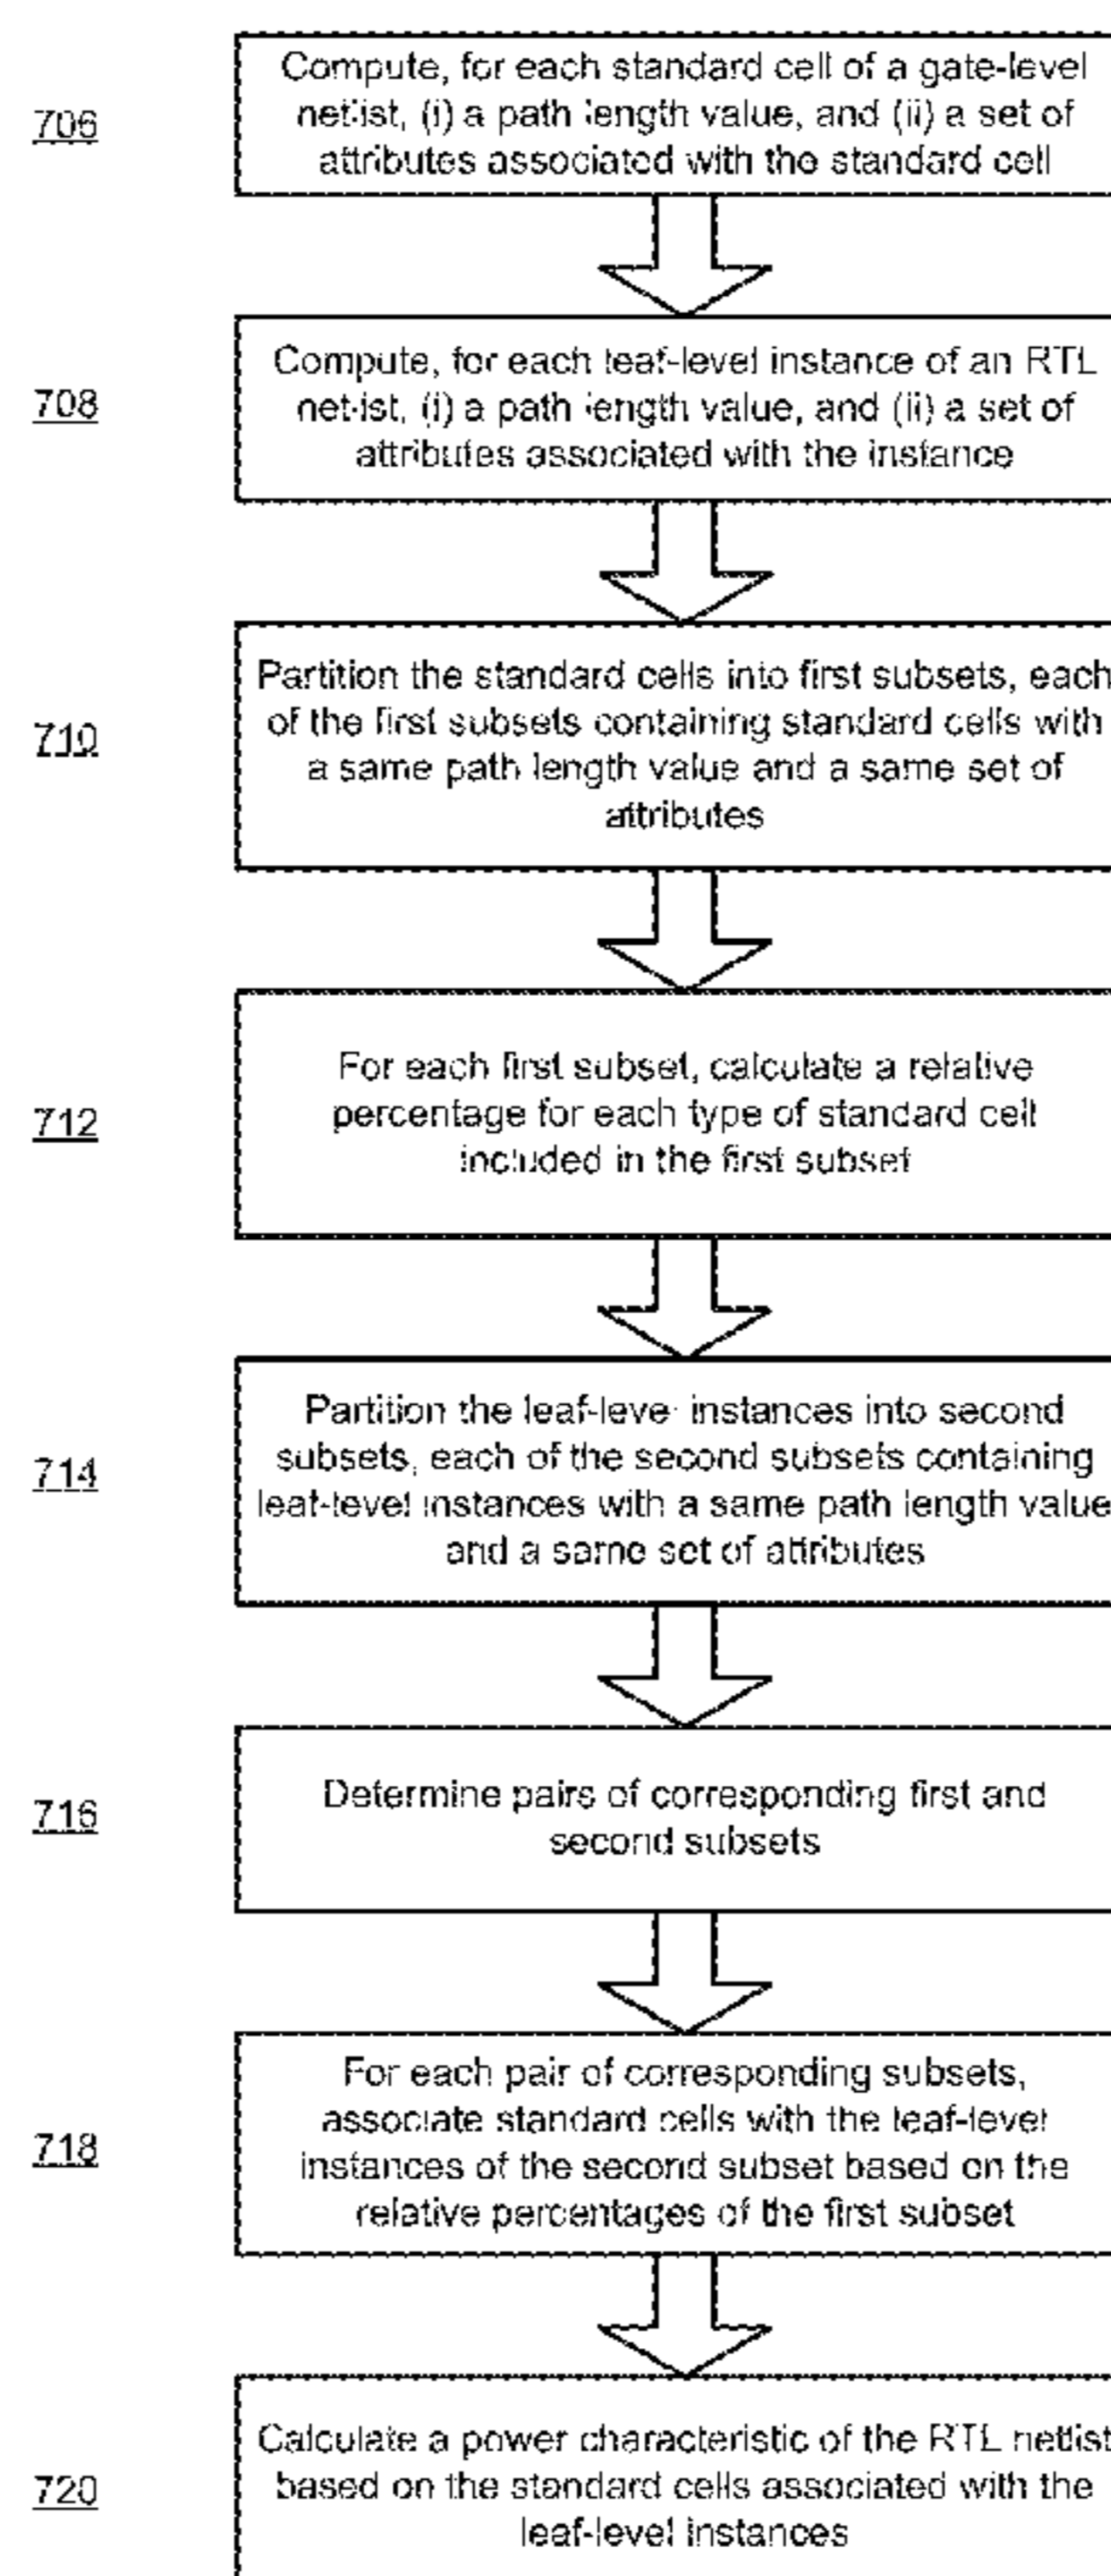 706
Compute, for each standard cell of a gate-level
netlist, (i) a path length value, and (ii) a set of
attributes associated with the standard cell
708
Compute, for each leaf-level instance of an RTL
netlist, (i) a path length value, and (ii) a set of
attributes associated with the instance
710
Partition the standard cells into first subsets, each
of the first subsets containing standard cells with
a same path length value and a same set of
attributes
712
For each first subset, calculate a relative
percentage for each type of standard cell
included in the first subset
714
Partition the leaf-level instances into second
subsets, each of the second subsets containing
leaf-level instances with a same path length value
and a same set of attributes
716
Determine pairs of corresponding first and
second subsets
718
For each pair of corresponding subsets,
associate standard cells with the leaf-level
instances of the second subset based on the
relative percentages of the first subset
720
Calculate a power characteristic of the RTL netlist
based on the standard cells associated with the
leaf-level instances